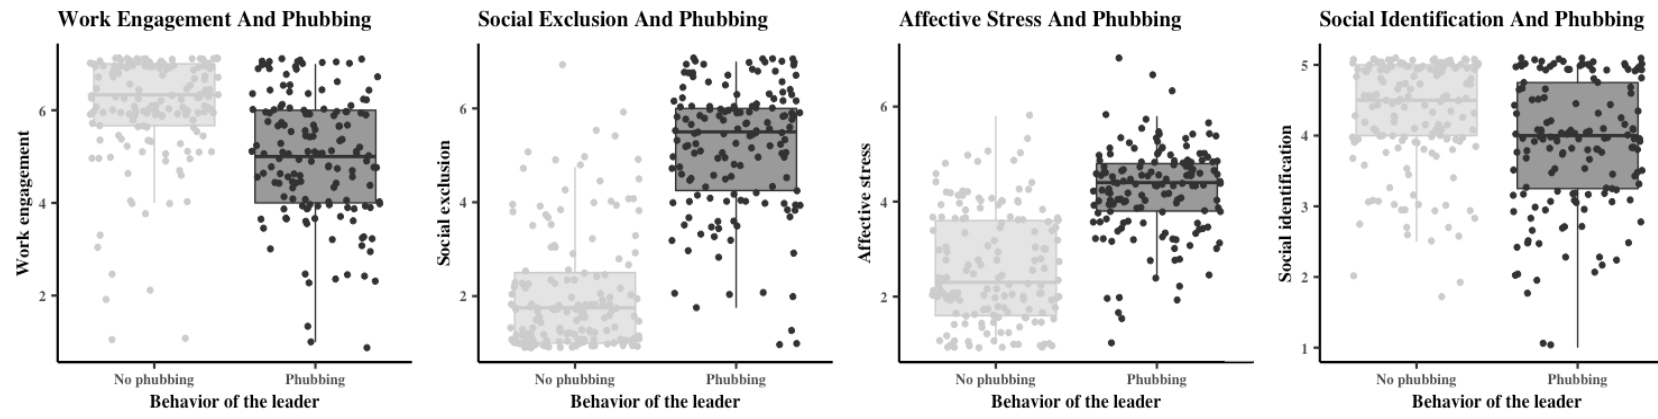 Work Engagement And Phubbing
Work engagement
6
4
2
No phubbing
Phubbing
Behavior of the leader
Social Exclusion And Phubbing
Social exclusion
6
4
2
No phubbing
Phubbing
Behavior of the leader
Affective Stress And Phubbing
Affective stress
6
4
2
No phubbing
Phubbing
Behavior of the leader
Social Identification And Phubbing
Social identification
5
4
3
2
1
No phubbing
Phubbing
Behavior of the leader